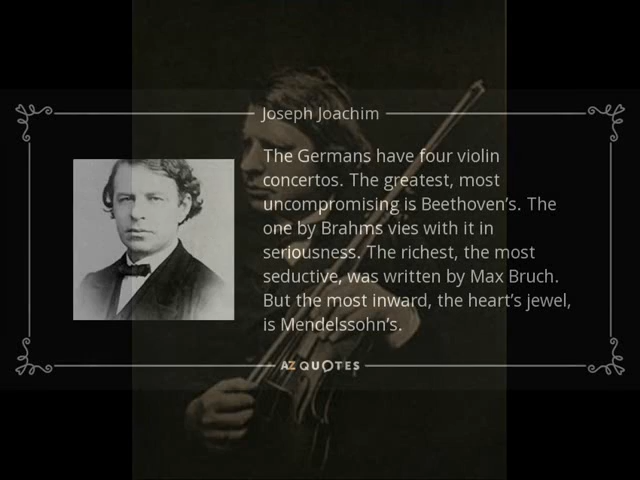 Joseph Joachim
The Germans have four violin
concertos. The greatest, most
uncompromising is Beethoven's. The
one by Brahms vies with it in
seriousness. The richest, the most
seductive, was written by Max Bruch.
But the most inward, the heart's jewel,
is Mendelssohn's.
AZ QUOTES